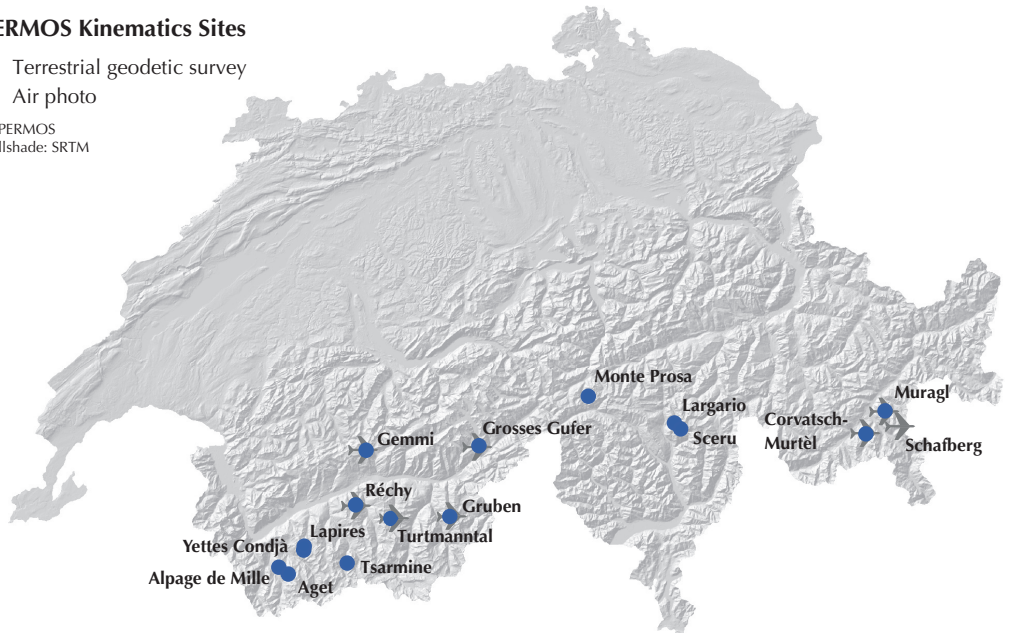 ERMOS Kinematics Sites
Terrestrial geodetic survey
Air photo
PERMOS
llshade: SRTM
Monte Prosa
Muragl
Largario
Corvatsch-
Murtèl
Grosses Gufer
Gemmi
Sceru
Schafberg
Réchy
Gruben
Lapires
Turtmanntal
Yettes Condjà
Tsarmine
Alpage de Mille
Aget